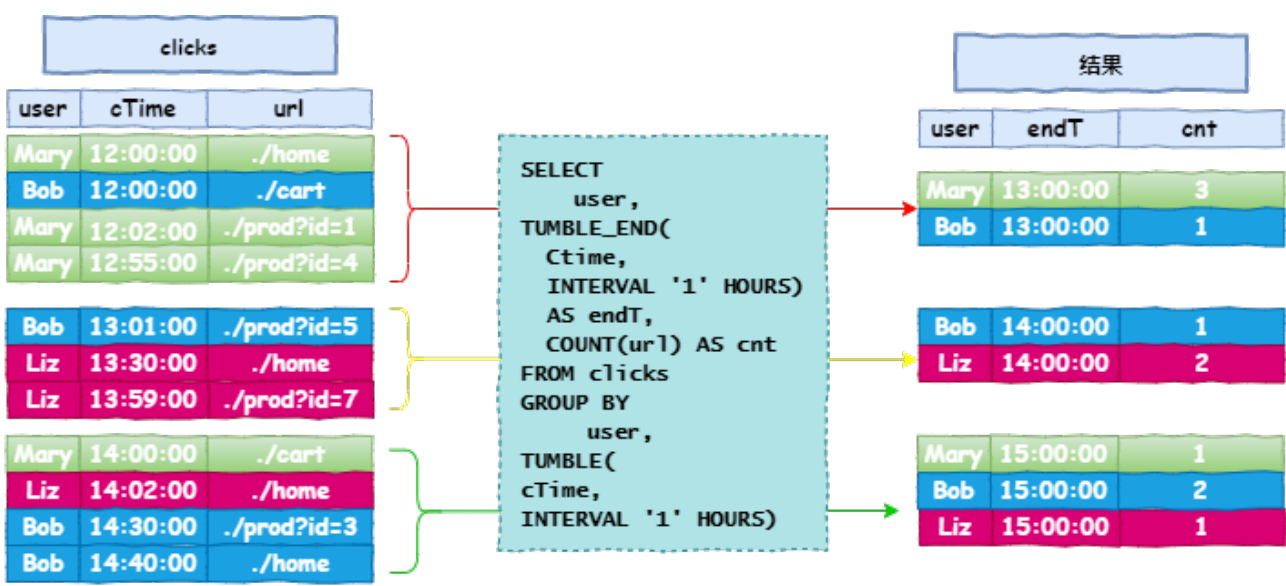 clicks
user cTime url
Mary 12:00:00 ./home
Bob 12:00:00 ./cart
Mary 12:02:00 ./prod?id=1
Mary 12:55:00 ./prod?id=4
Bob 13:01:00 ./prod?id=5
Liz 13:30:00 ./home
Liz 13:59:00 ./prod?id=7
Mary 14:00:00 ./cart
Liz 14:02:00 ./home
Bob 14:30:00 ./prod?id=3
Bob 14:40:00 ./home
SELECT
user,
TUMBLE_END(
Ctime,
INTERVAL '1' HOURS)
AS endT,
COUNT(url) AS cnt
FROM clicks
GROUP BY
user,
TUMBLE(
cTime,
INTERVAL '1' HOURS)
结果
user endT cnt
Mary 13:00:00 3
Bob 13:00:00 1
Bob 14:00:00 1
Liz 14:00:00 2
Mary 15:00:00 1
Bob 15:00:00 2
Liz 15:00:00 1